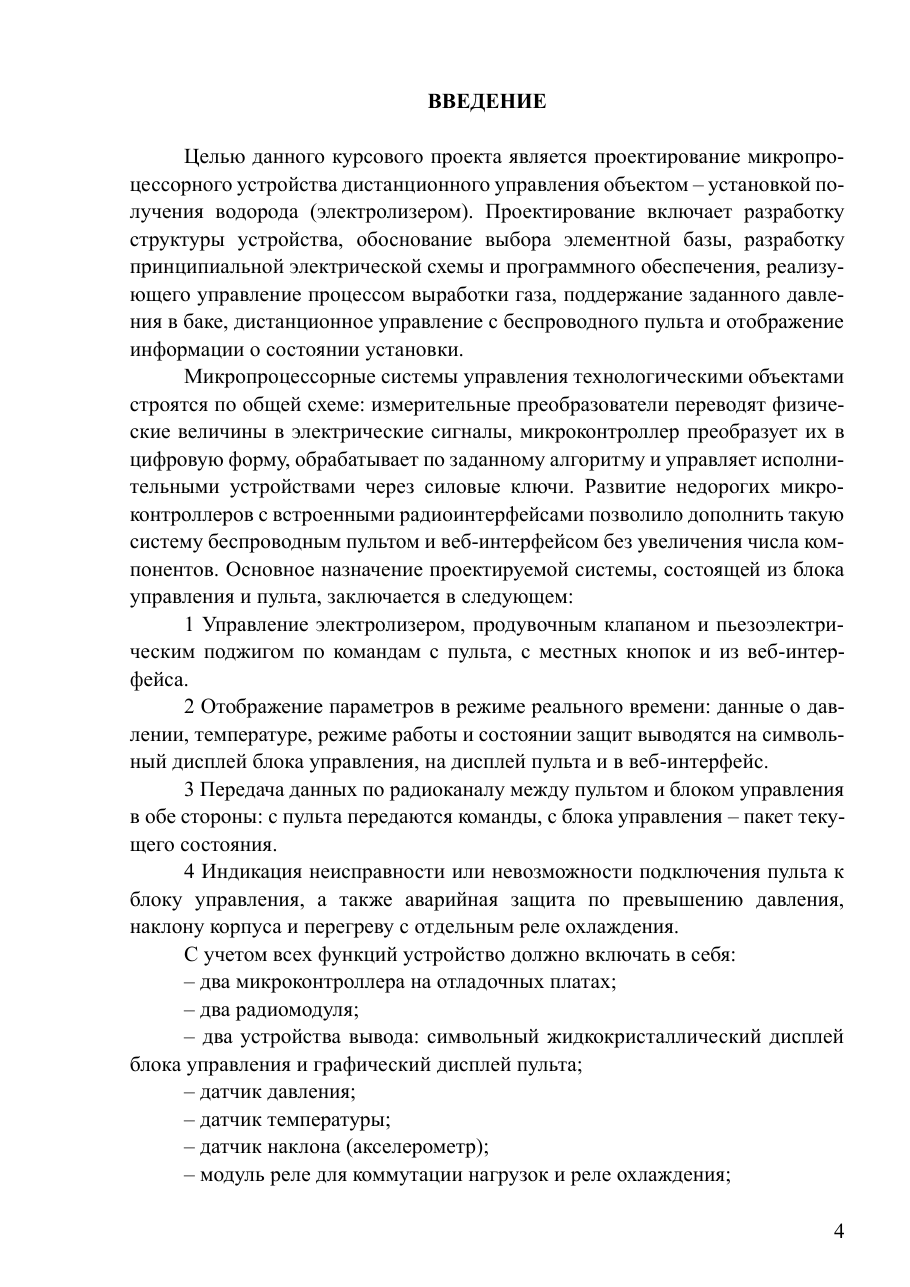 ВВЕДЕНИЕ
Целью данного курсового проекта является проектирование микропро-
цессорного устройства дистанционного управления объектом – установкой по-
лучения водорода (электролизером). Проектирование включает разработку
структуры устройства, обоснование выбора элементной базы, разработку
принципиальной электрической схемы и программного обеспечения, реализу-
ющего управление процессом выработки газа, поддержание заданного давле-
ния в баке, дистанционное управление с беспроводного пульта и отображение
информации о состоянии установки.
Микропроцессорные системы управления технологическими объектами
строятся по общей схеме: измерительные преобразователи переводят физиче-
ские величины в электрические сигналы, микроконтроллер преобразует их в
цифровую форму, обрабатывает по заданному алгоритму и управляет исполни-
тельными устройствами через силовые ключи. Развитие недорогих микро-
контроллеров с встроенными радиоинтерфейсами позволило дополнить такую
систему беспроводным пультом и веб-интерфейсом без увеличения числа ком-
понентов. Основное назначение проектируемой системы, состоящей из блока
управления и пульта, заключается в следующем:
1 Управление электролизером, продувочным клапаном и пьезоэлектри-
ческим поджигом по командам с пульта, с местных кнопок и из веб-интер-
фейса.
2 Отображение параметров в режиме реального времени: данные о дав-
лении, температуре, режиме работы и состоянии защит выводятся на символь-
ный дисплей блока управления, на дисплей пульта и в веб-интерфейс.
3 Передача данных по радиоканалу между пультом и блоком управления
в обе стороны: с пульта передаются команды, с блока управления – пакет теку-
щего состояния.
4 Индикация неисправности или невозможности подключения пульта к
блоку управления, а также аварийная защита по превышению давления,
наклону корпуса и перегреву с отдельным реле охлаждения.
С учетом всех функций устройство должно включать в себя:
– два микроконтроллера на отладочных платах;
– два радиомодуля;
– два устройства вывода: символьный жидкокристаллический дисплей
блока управления и графический дисплей пульта;
– датчик давления;
– датчик температуры;
– датчик наклона (акселерометр);
– модуль реле для коммутации нагрузок и реле охлаждения;
4